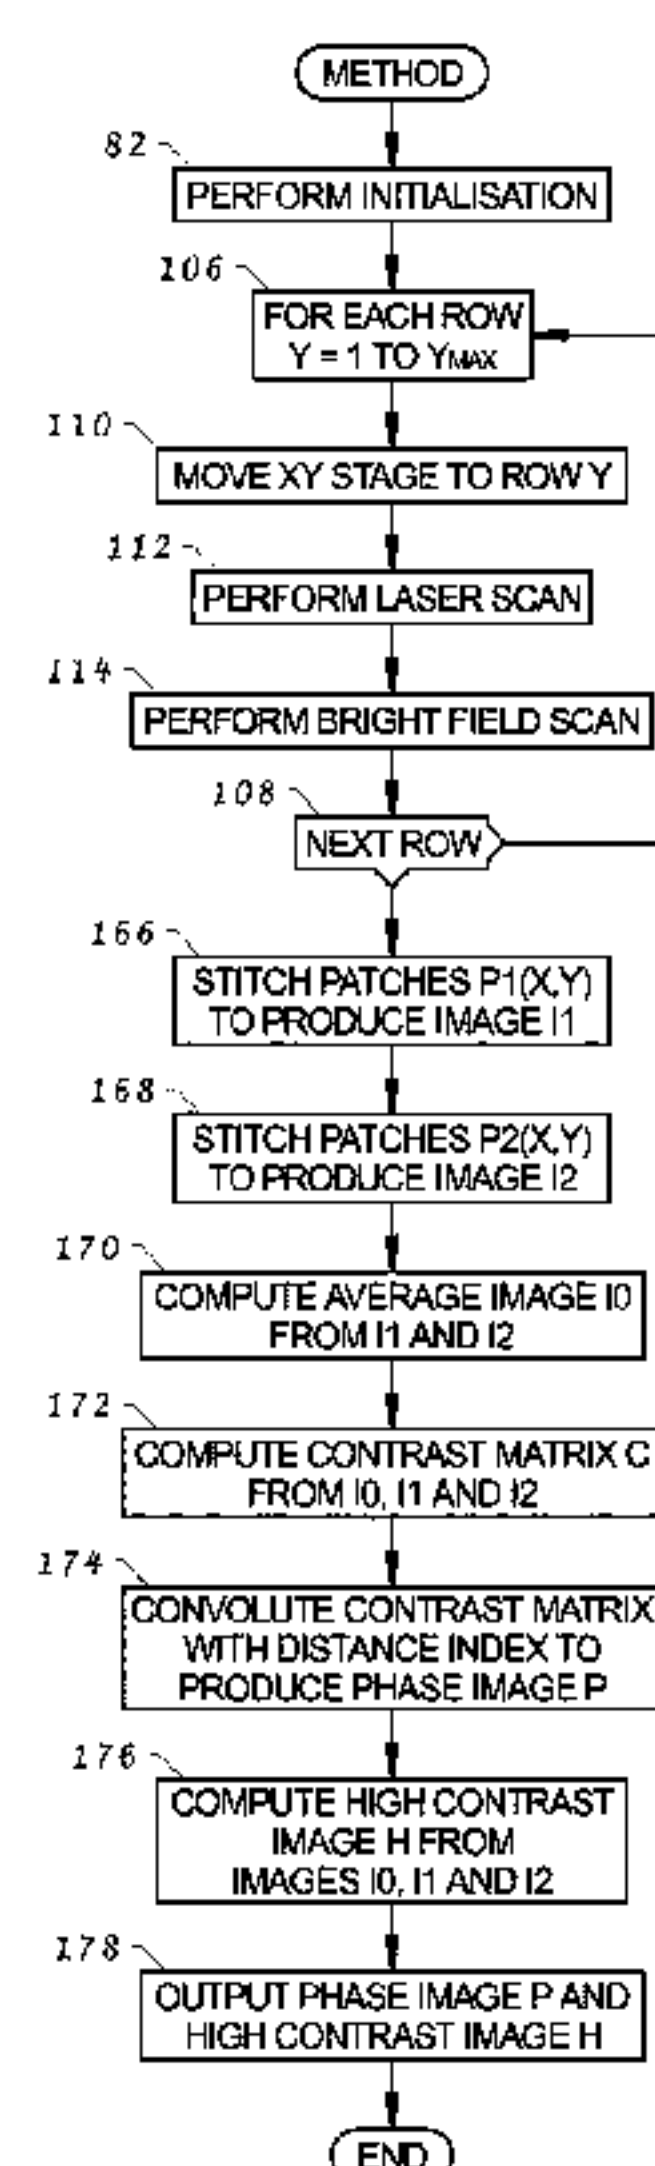 METHOD
82
PERFORM INITIALISATION
106
FOR EACH ROW
Y = 1 TO YMAX
110
MOVE XY STAGE TO ROW Y
112
PERFORM LASER SCAN
114
PERFORM BRIGHT FIELD SCAN
108
NEXT ROW
166
STITCH PATCHES P1(X,Y)
TO PRODUCE IMAGE I1
168
STITCH PATCHES P2(X,Y)
TO PRODUCE IMAGE I2
170
COMPUTE AVERAGE IMAGE I0
FROM I1 AND I2
172
COMPUTE CONTRAST MATRIX C
FROM I0, I1 AND I2
174
CONVOLUTE CONTRAST MATRIX
WITH DISTANCE INDEX TO
PRODUCE PHASE IMAGE P
176
COMPUTE HIGH CONTRAST
IMAGE H FROM
IMAGES I0, I1 AND I2
178
OUTPUT PHASE IMAGE P AND
HIGH CONTRAST IMAGE H
END